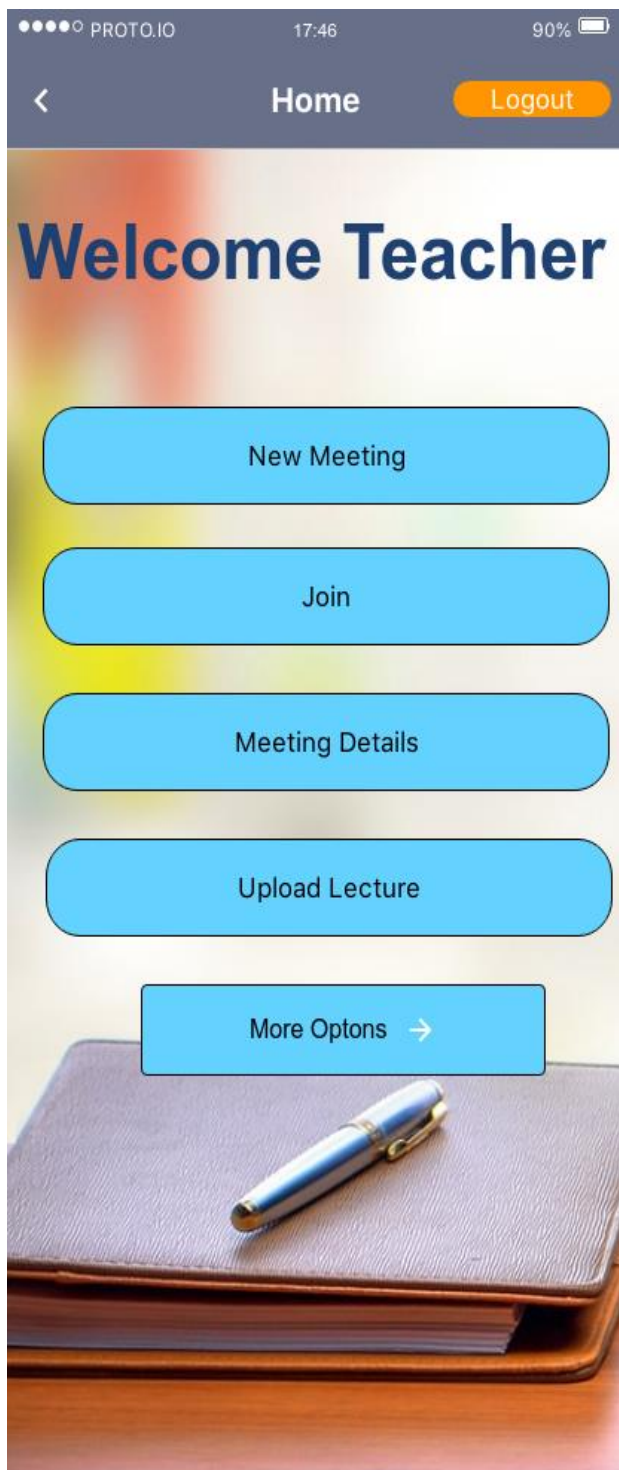 PROTO.IO 17:46 90%
Home Logout
Welcome Teacher
New Meeting
Join
Meeting Details
Upload Lecture
More Optons →